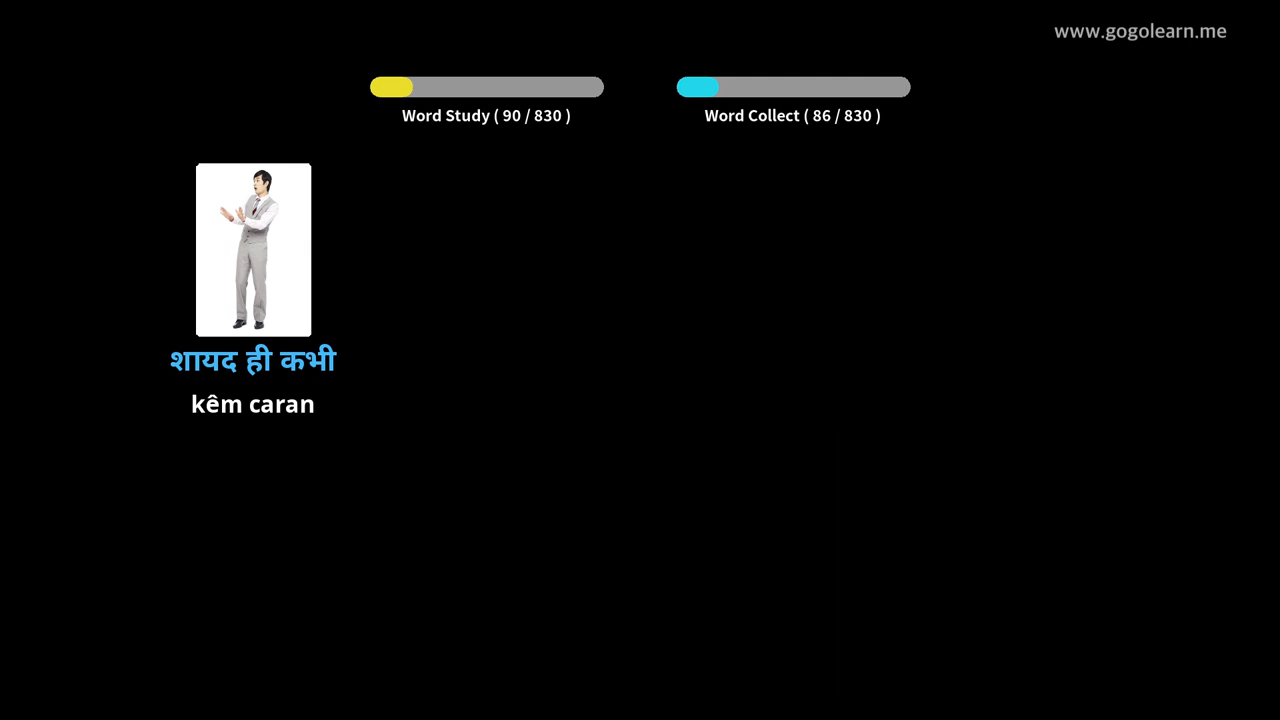 www.gogolearn.me
Word Study ( 90 / 830 )
Word Collect ( 86 / 830 )
शायद ही कभी
kêm caran